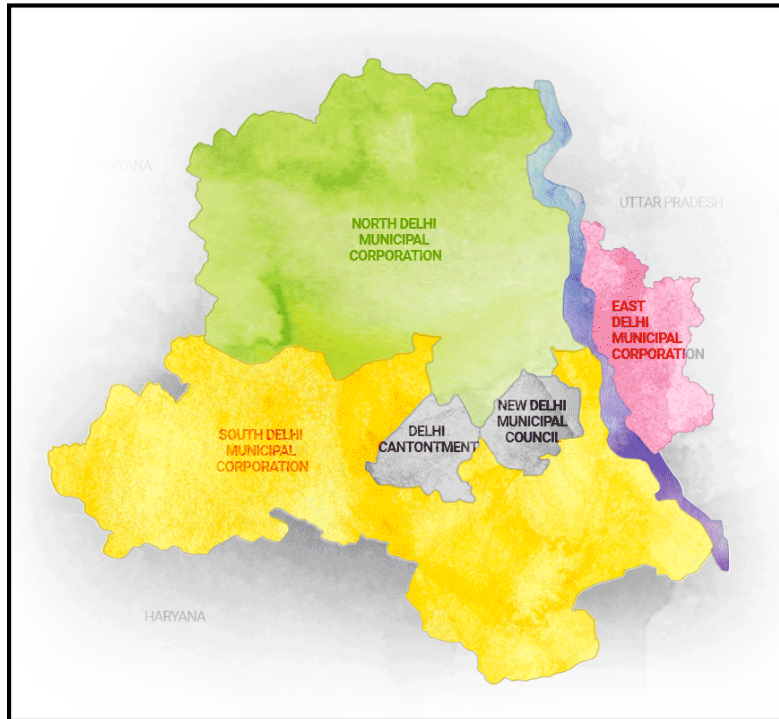 HARYANA
UTTAR PRADESH
NORTH DELHI
MUNICIPAL
CORPORATION
EAST
DELHI
MUNICIPAL
CORPORATION
NEW DELHI
MUNICIPAL
COUNCIL
DELHI
CANTONTMENT
SOUTH DELHI
MUNICIPAL
CORPORATION
HARYANA